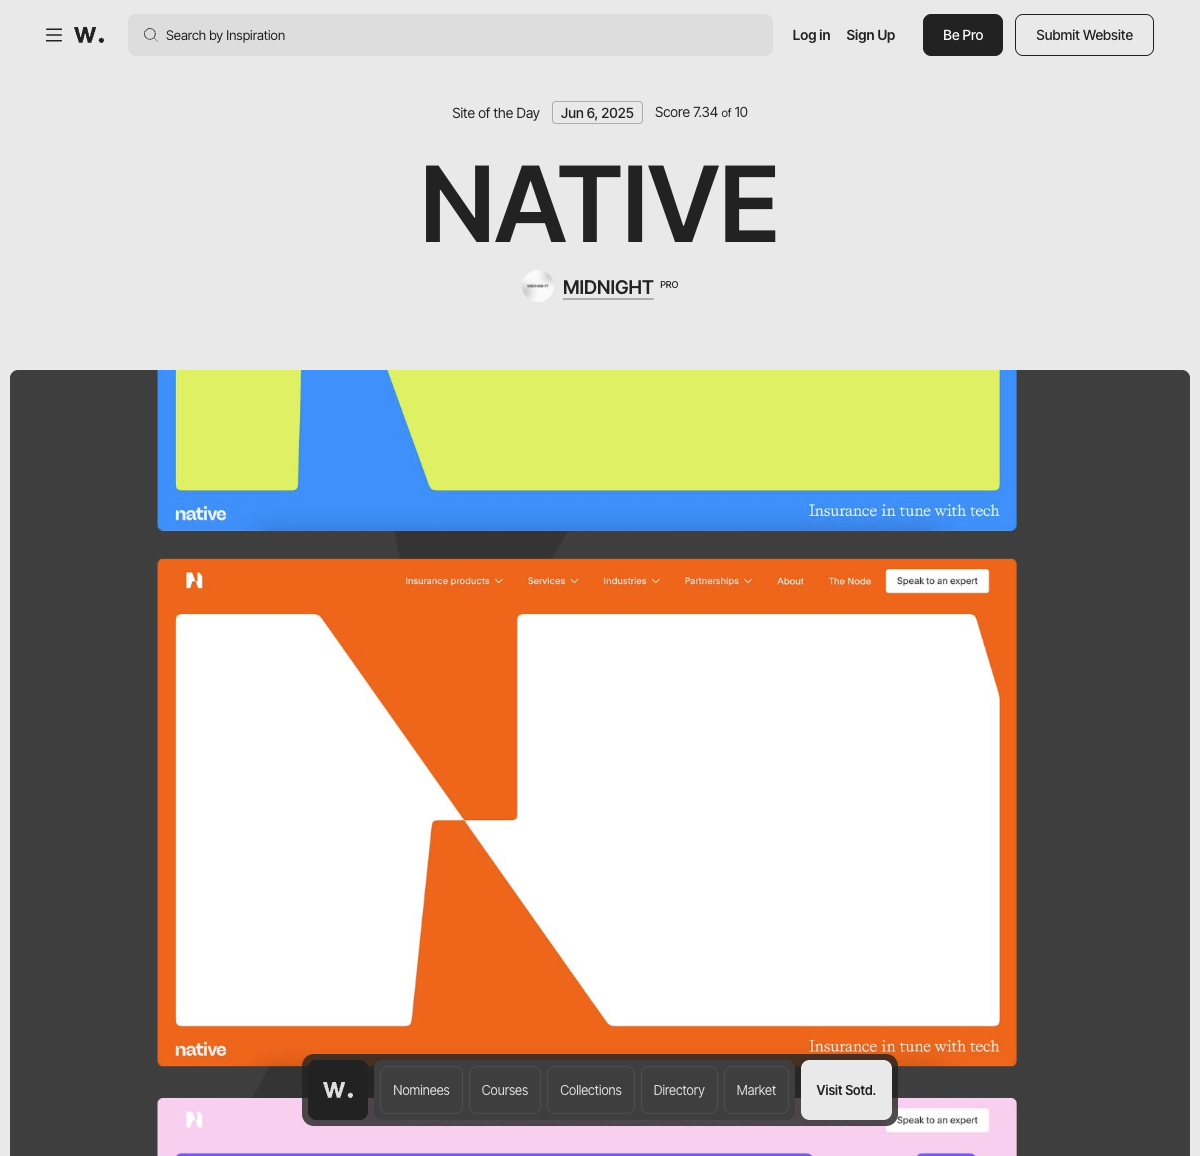 W.
Search by Inspiration
Log in
Sign Up
Be Pro
Submit Website
Site of the Day
Jun 6, 2025
Score 7.34 of 10
NATIVE
MIDNIGHT PRO
native
Insurance in tune with tech
N
Insurance products
Services
Industries
Partnerships
About
The Node
Speak to an expert
native
Insurance in tune with tech
W.
Nominees
Courses
Collections
Directory
Market
Visit Sotd.
N
Speak to an expert